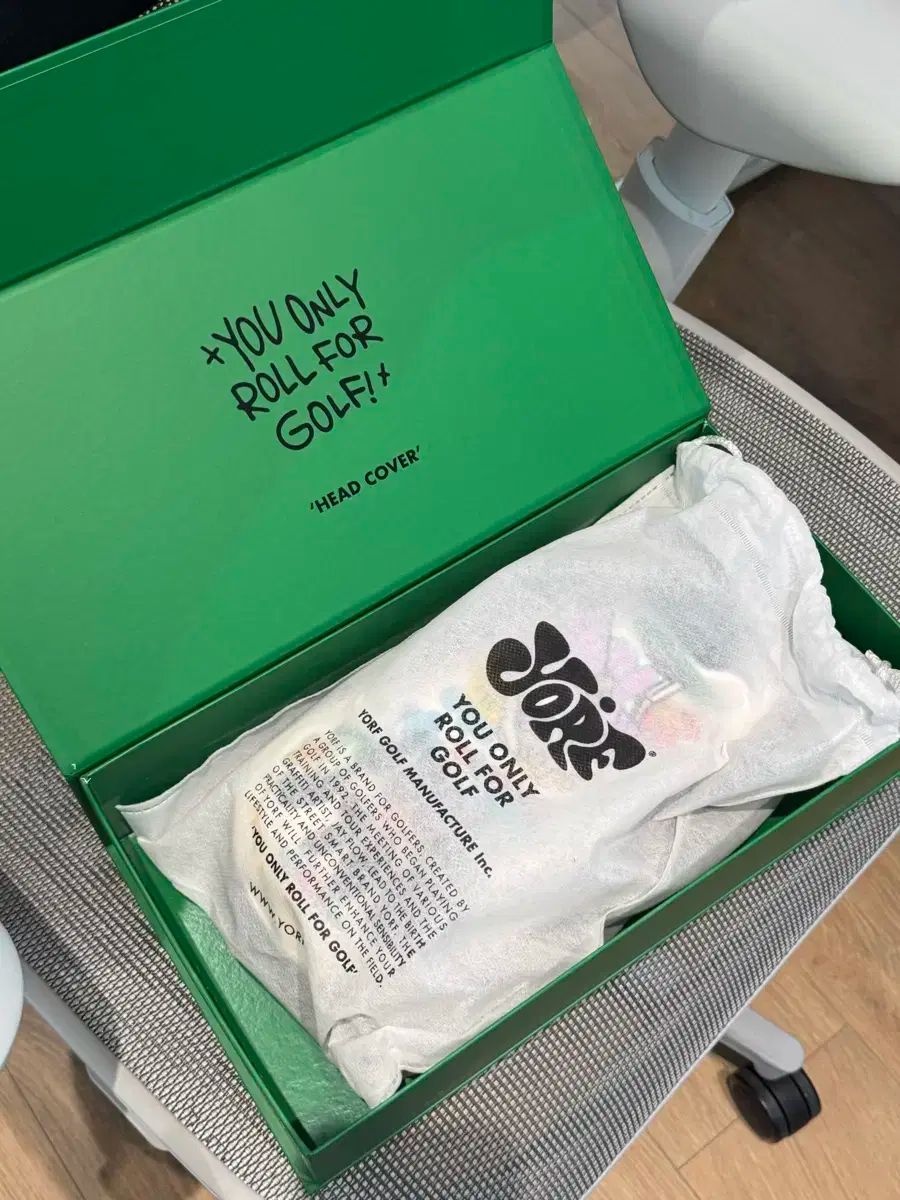 YOU ONLY
ROLL FOR
GOLF!
'HEAD COVER'
YORF
®
YOU ONLY
ROLL FOR
GOLF
YORF GOLF MANUFACTURE Inc.
YORF IS A BRAND FOR GOLFERS, CREATED BY
A GROUP OF GOLFERS WHO BEGAN PLAYING
GOLF IN 1992. THE MEETING OF VARIOUS
TRAINING AND TOUR EXPERIENCES AND THE
GRAFFITI ARTIST, JAY FLOW LEAD TO THE BIRTH
OF THE STREET SMART BRAND YORF. THE
PRACTICALITY AND UNCONVENTIONAL SENSIBILITY
OF YORF WILL FURTHER ENHANCE YOUR
LIFESTYLE AND PERFORMANCE ON THE FIELD.
'YOU ONLY ROLL FOR GOLF'